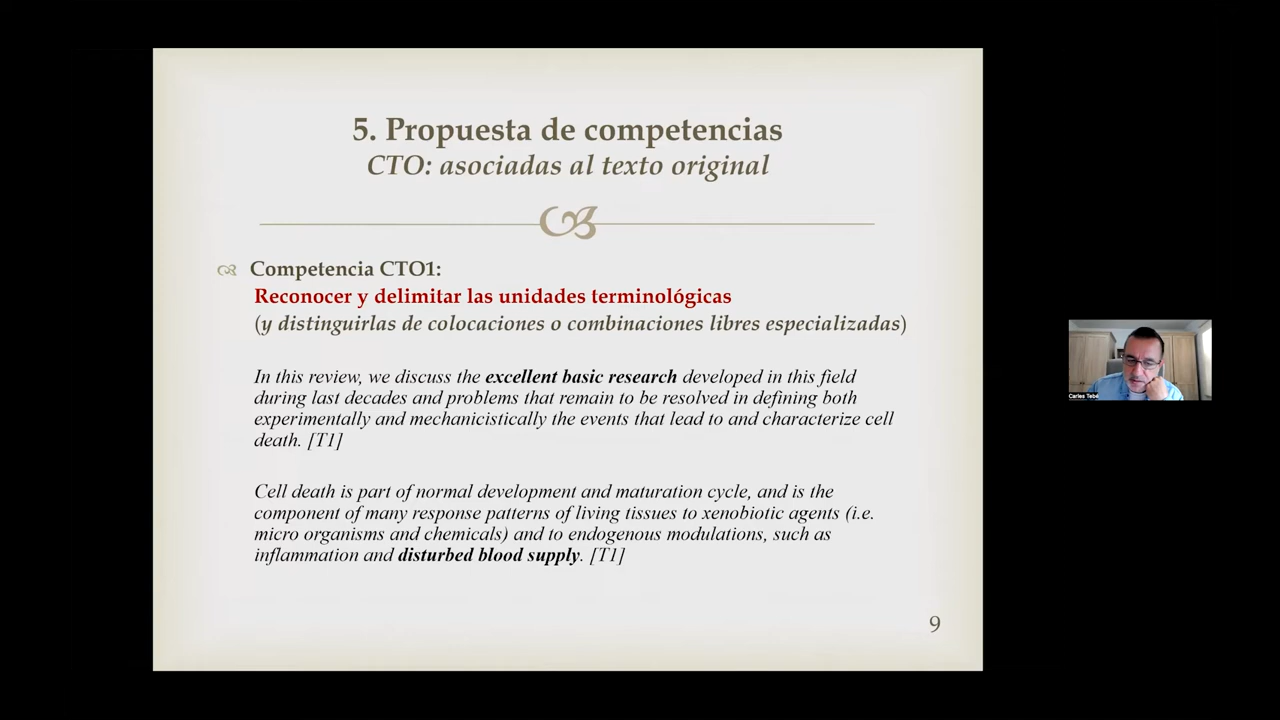 5. Propuesta de competencias
CTO: asociadas al texto original
Competencia CTO1:
Reconocer y delimitar las unidades terminológicas
(y distinguirlas de colocaciones o combinaciones libres especializadas)
In this review, we discuss the excellent basic research developed in this field
during last decades and problems that remain to be resolved in defining both
experimentally and mechanicistically the events that lead to and characterize cell
death. [T1]
Cell death is part of normal development and maturation cycle, and is the
component of many response patterns of living tissues to xenobiotic agents (i.e.
micro organisms and chemicals) and to endogenous modulations, such as
inflammation and disturbed blood supply. [T1]
9
Carles Tebé